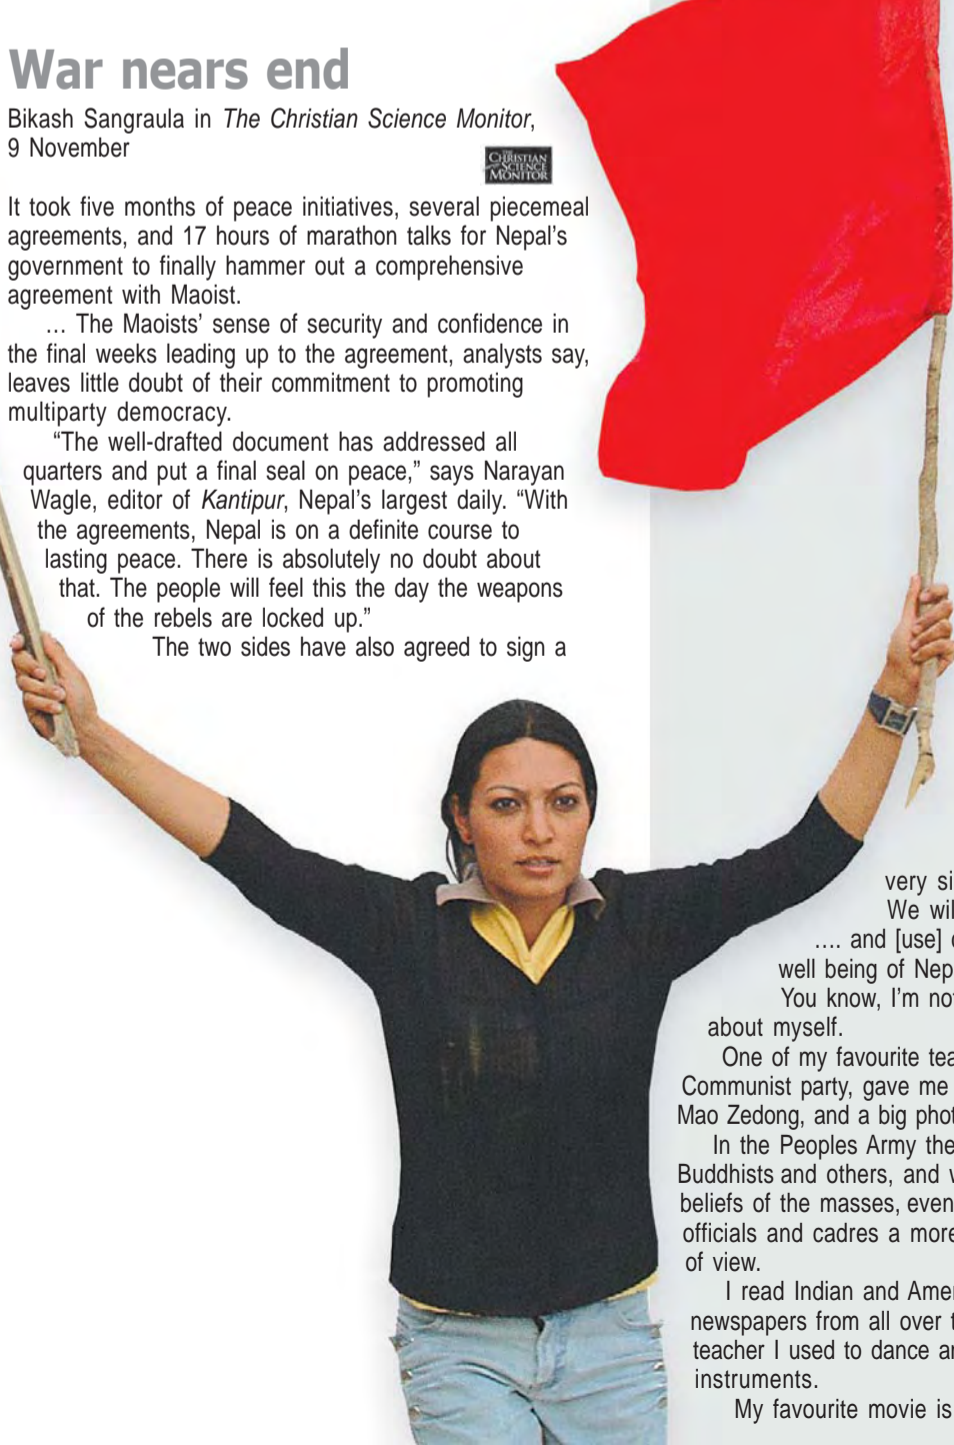 War nears end
Bikash Sangraula in The Christian Science Monitor,
9 November
THE
CHRISTIAN
SCIENCE
MONITOR
It took five months of peace initiatives, several piecemeal
agreements, and 17 hours of marathon talks for Nepal's
government to finally hammer out a comprehensive
agreement with Maoist.
… The Maoists' sense of security and confidence in
the final weeks leading up to the agreement, analysts say,
leaves little doubt of their commitment to promoting
multiparty democracy.
“The well-drafted document has addressed all
quarters and put a final seal on peace,” says Narayan
Wagle, editor of Kantipur, Nepal's largest daily. “With
the agreements, Nepal is on a definite course to
lasting peace. There is absolutely no doubt about
that. The people will feel this the day the weapons
of the rebels are locked up.”
The two sides have also agreed to sign a
very si
We wil
.... and [use]
well being of Nep
You know, I'm no
about myself.
One of my favourite tea
Communist party, gave me
Mao Zedong, and a big phot
In the Peoples Army the
Buddhists and others, and
beliefs of the masses, even
officials and cadres a more
of view.
I read Indian and Amer
newspapers from all over
teacher I used to dance a
instruments.
My favourite movie is